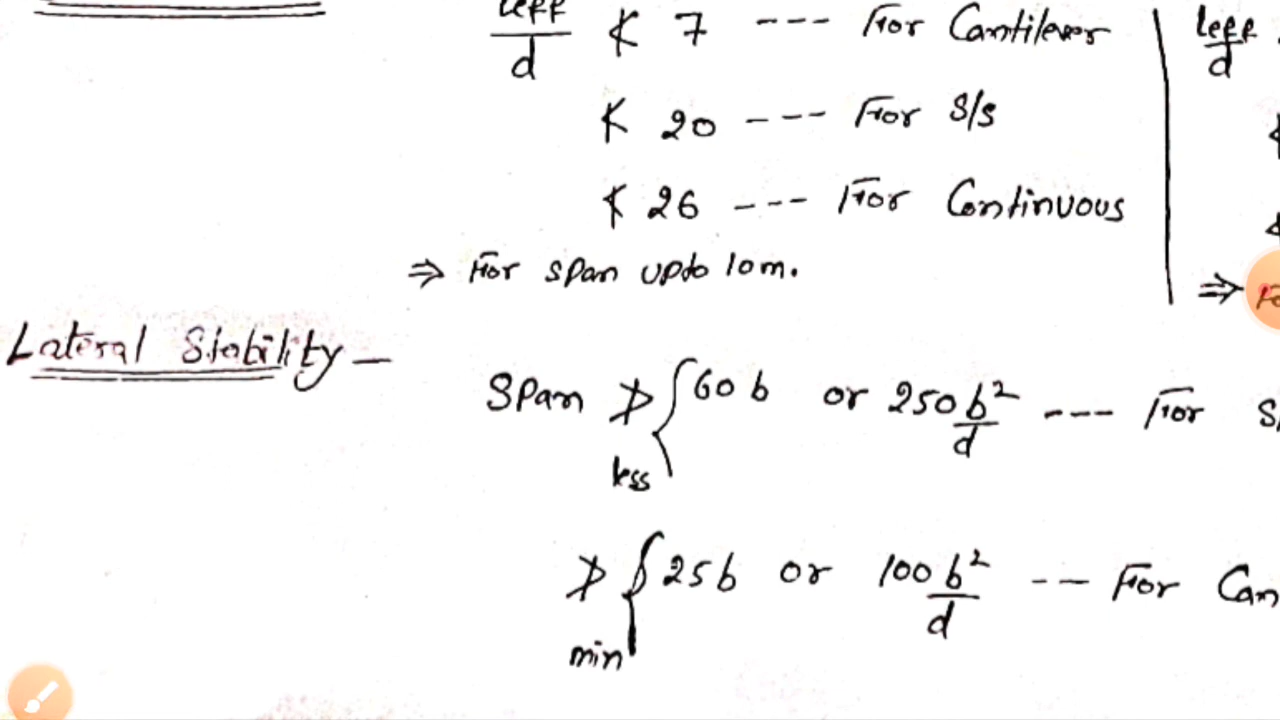 leff/d ≮ 7 --- For Cantilever
≮ 20 --- For S/S
≮ 26 --- For Continuous
⇒ For span upto 10m.
leff/d
⇒
Lateral Stability —
Span ≯ { 60 b or 250 b²/d --- For S/
less
≯ { 25 b or 100 b²/d -- For Can
min